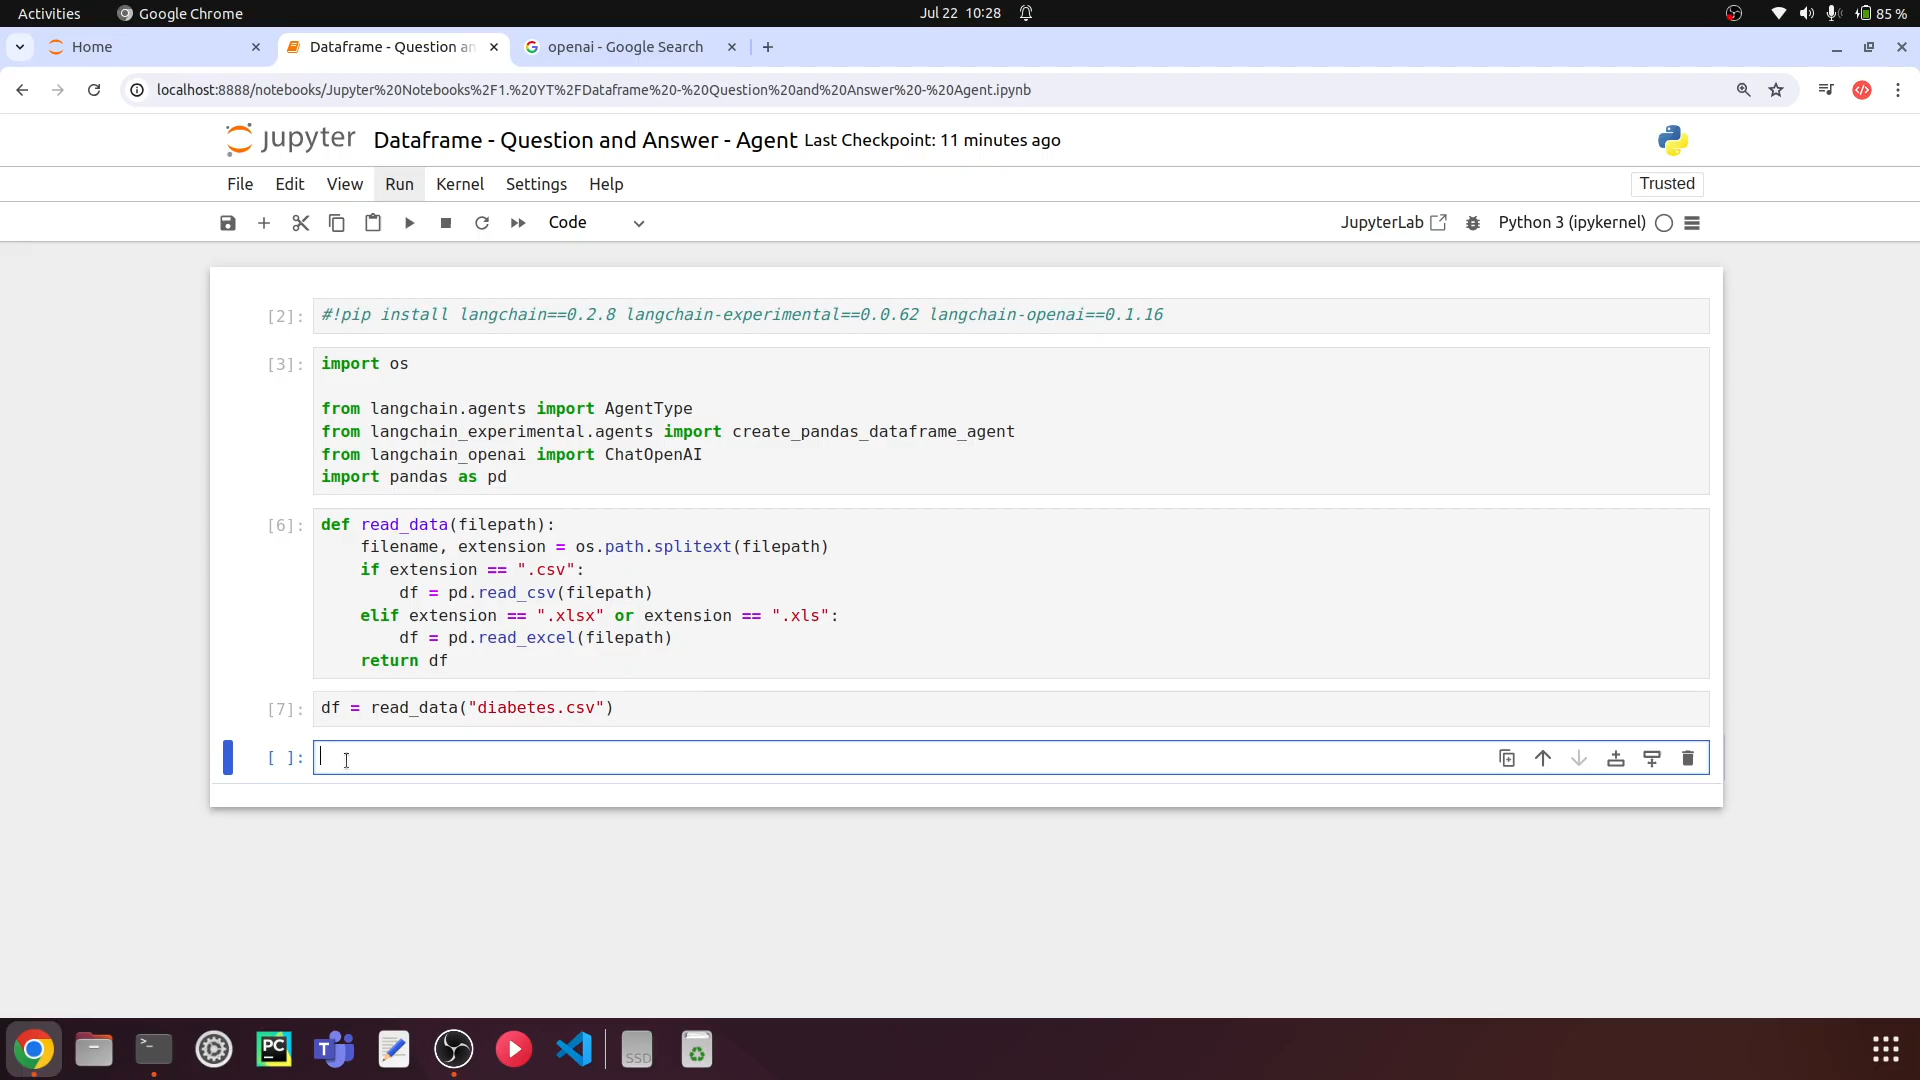 Activities Google Chrome Jul 22 10:28 85 %
Home Dataframe - Question an openai - Google Search
localhost:8888/notebooks/Jupyter%20Notebooks%2F1.%20YT%2FDataframe%20-%20Question%20and%20Answer%20-%20Agent.ipynb
jupyter Dataframe - Question and Answer - Agent Last Checkpoint: 11 minutes ago
File Edit View Run Kernel Settings Help Trusted
Code JupyterLab Python 3 (ipykernel)
[2]: #!pip install langchain==0.2.8 langchain-experimental==0.0.62 langchain-openai==0.1.16
[3]: import os
from langchain.agents import AgentType
from langchain_experimental.agents import create_pandas_dataframe_agent
from langchain_openai import ChatOpenAI
import pandas as pd
[6]: def read_data(filepath):
filename, extension = os.path.splitext(filepath)
if extension == ".csv":
df = pd.read_csv(filepath)
elif extension == ".xlsx" or extension == ".xls":
df = pd.read_excel(filepath)
return df
[7]: df = read_data("diabetes.csv")
[ ]:
>_ PC T SSD